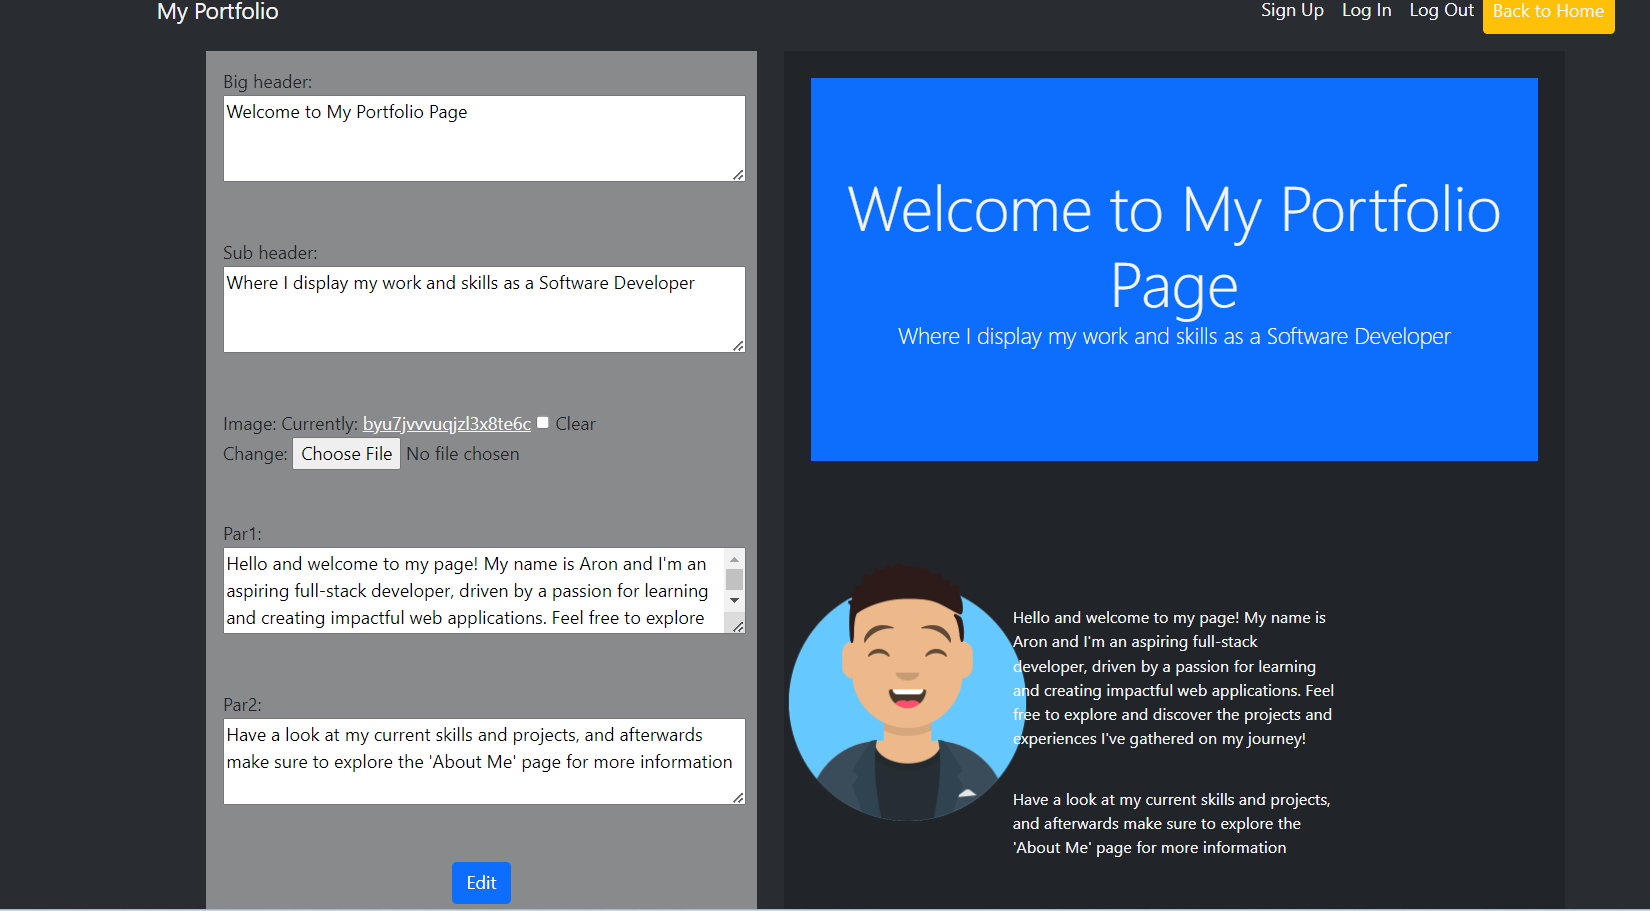 My Portfolio
Sign Up Log In Log Out Back to Home
Big header:
Welcome to My Portfolio Page
Sub header:
Where I display my work and skills as a Software Developer
Image: Currently: byu7jvvvuqjzl3x8te6c Clear
Change: Choose File No file chosen
Par1:
Hello and welcome to my page! My name is Aron and I'm an
aspiring full-stack developer, driven by a passion for learning
and creating impactful web applications. Feel free to explore
Par2:
Have a look at my current skills and projects, and afterwards
make sure to explore the 'About Me' page for more information
Edit
Welcome to My Portfolio
Page
Where I display my work and skills as a Software Developer
Hello and welcome to my page! My name is
Aron and I'm an aspiring full-stack
developer, driven by a passion for learning
and creating impactful web applications. Feel
free to explore and discover the projects and
experiences I've gathered on my journey!
Have a look at my current skills and projects,
and afterwards make sure to explore the
'About Me' page for more information